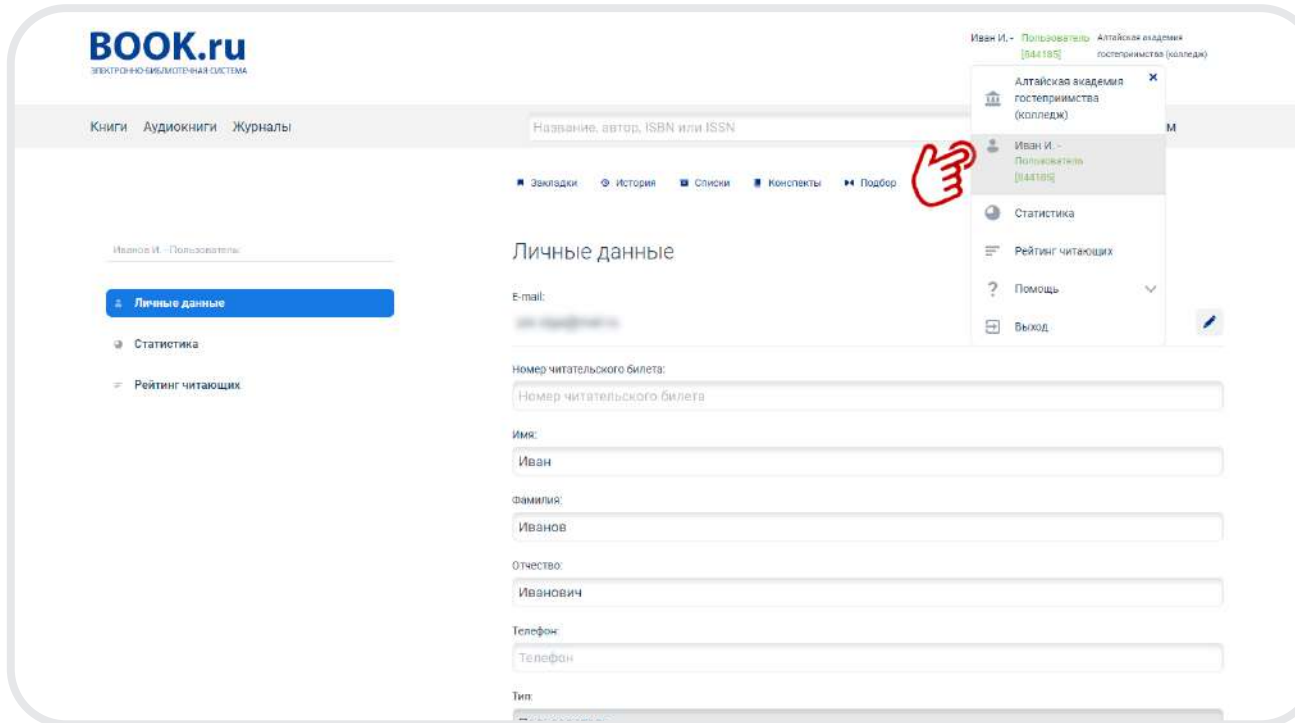 BOOK.ru
ЭЛЕКТРОННО-БИБЛИОТЕЧНАЯ СИСТЕМА
Иван И. - Пользователь Алтайская академия
[844185] гостеприимства (колледж)
Алтайская академия
гостеприимства
(колледж)
Книги Аудиокниги Журналы
Название, автор, ISBN или ISSN
М
Иван И. -
Пользователь
[844185]
Закладки История Списки Конспекты Подбор
Статистика
Рейтинг читающих
Помощь
Выход
Иванов И. - Пользователь
Личные данные
Статистика
Рейтинг читающих
Личные данные
E-mail:
Номер читательского билета:
Номер читательского билета
Имя:
Иван
Фамилия:
Иванов
Отчество:
Иванович
Телефон:
Телефон
Тип: